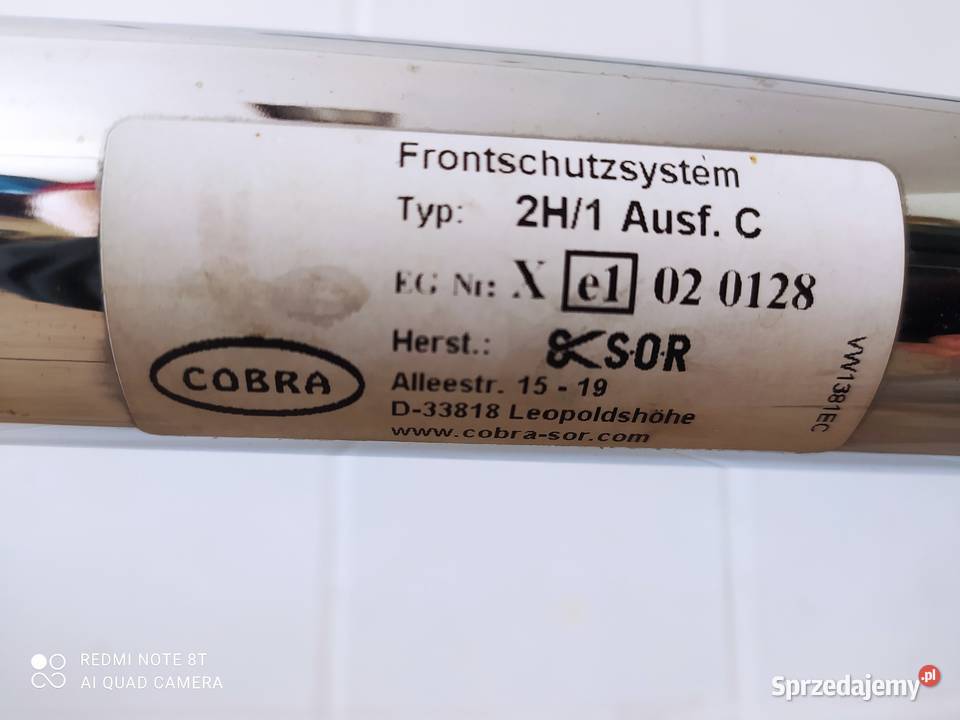 Frontschutzsystem
Typ: 2H/1 Ausf. C
EG Nr: X e1 02 0128
Herst.: S·O·R
COBRA
Alleestr. 15 - 19
D-33818 Leopoldshöhe
www.cobra-sor.com
VW1381EC
REDMI NOTE 8T
AI QUAD CAMERA
Sprzedajemy.pl